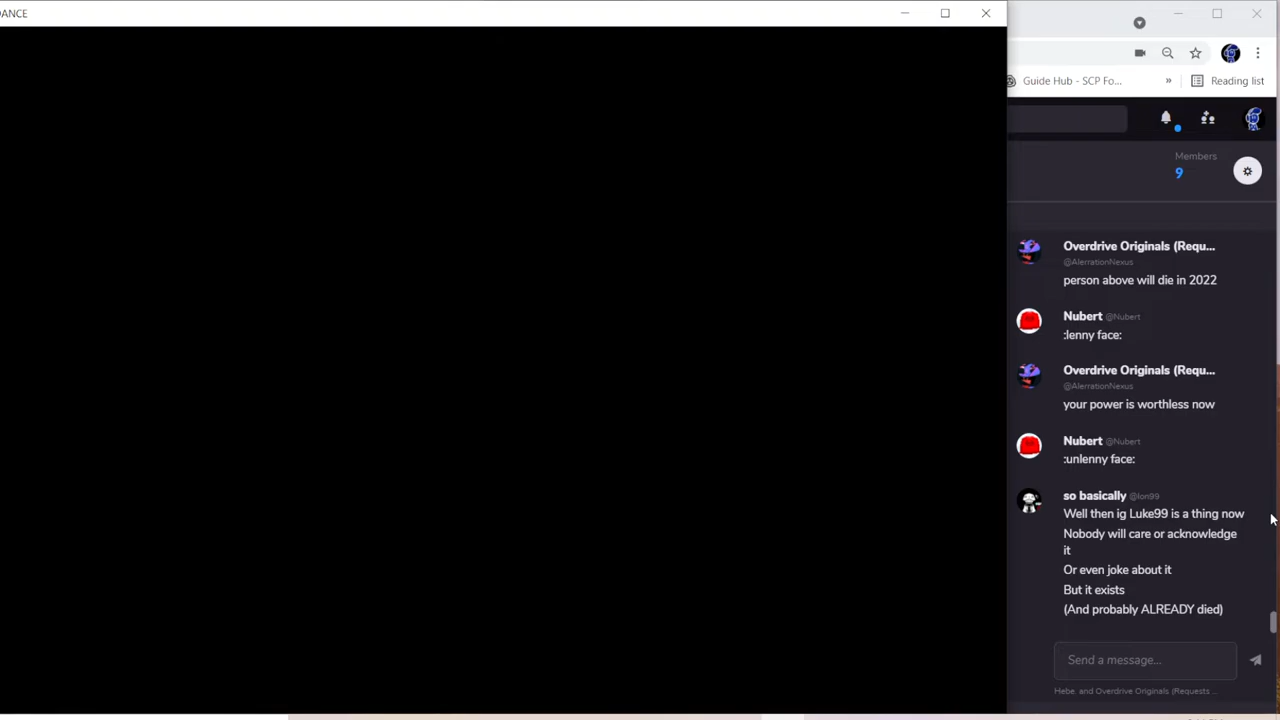 DANCE
Guide Hub - SCP Fo...
»
Reading list
Members
9
Overdrive Originals (Requ...
@AlerrationNexus
person above will die in 2022
Nubert @Nubert
:lenny face:
Overdrive Originals (Requ...
@AlerrationNexus
your power is worthless now
Nubert @Nubert
:unlenny face:
so basically @lon99
Well then ig Luke99 is a thing now
Nobody will care or acknowledge
it
Or even joke about it
But it exists
(And probably ALREADY died)
Send a message...
Hebe. and Overdrive Originals (Requests ...